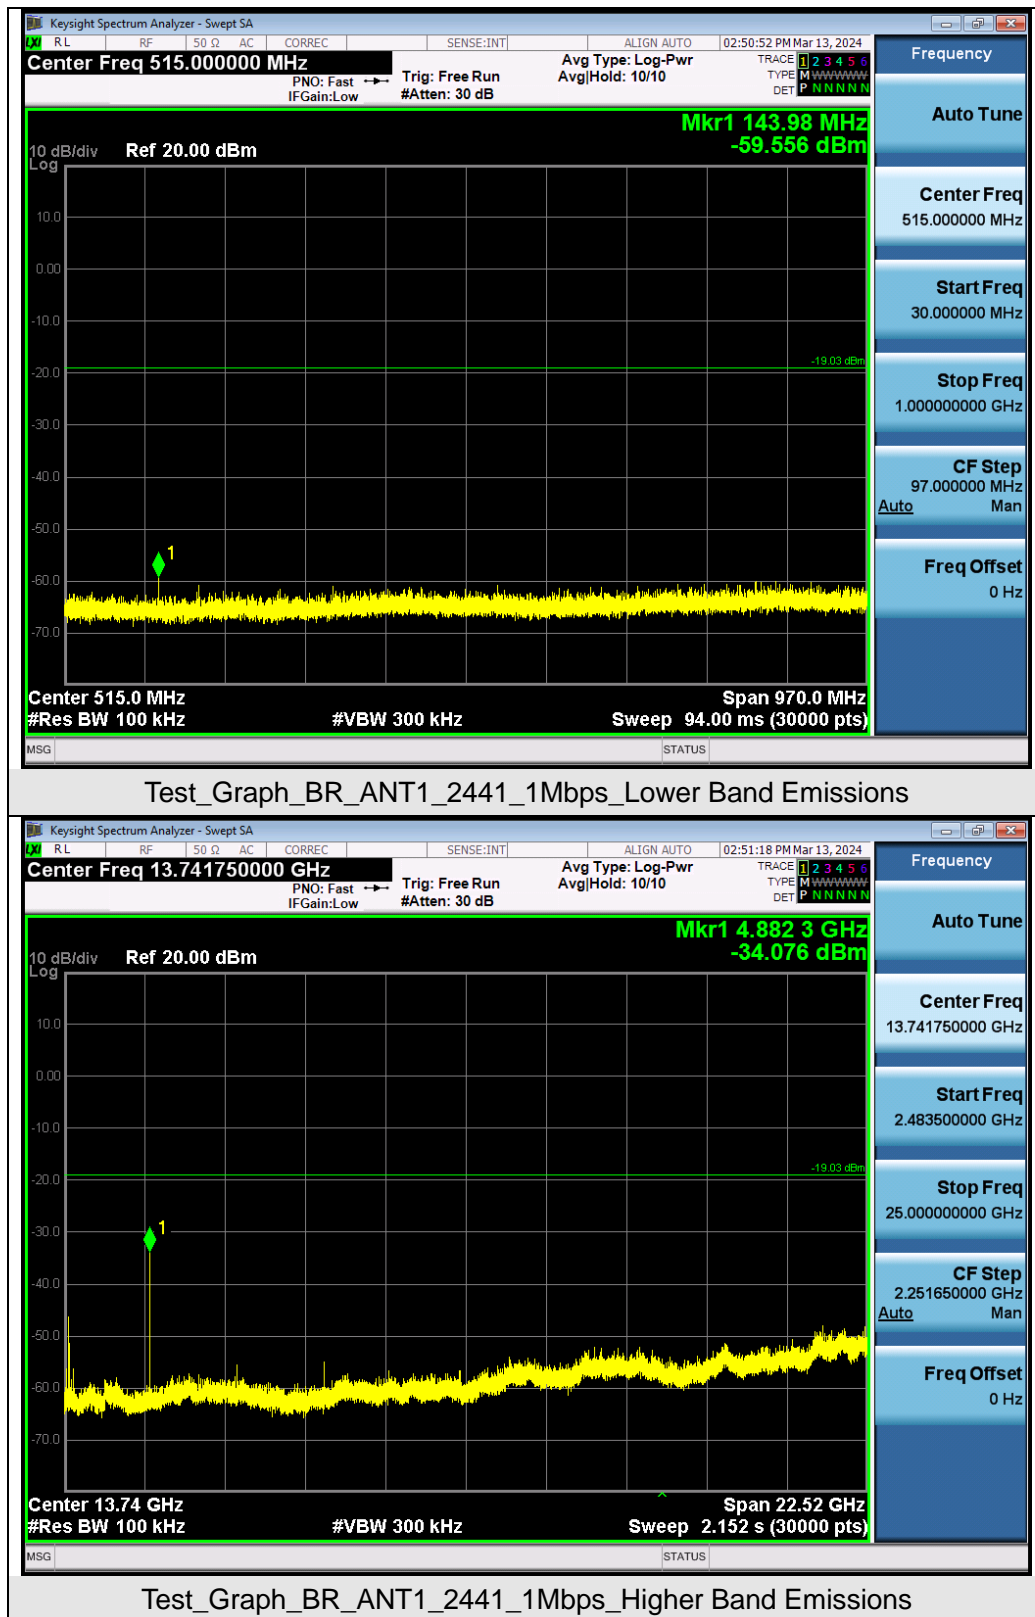 Keysight Spectrum Analyzer - Swept SA
LXI RL RF 50 Ω AC CORREC SENSE:INT ALIGN AUTO 02:50:52 PM Mar 13, 2024
Center Freq 515.000000 MHz
PNO: Fast
IFGain:Low
Trig: Free Run
#Atten: 30 dB
Avg Type: Log-Pwr
Avg|Hold: 10/10
TRACE 1 2 3 4 5 6
TYPE M WWWWW
DET P N N N N N
Mkr1 143.98 MHz
-59.556 dBm
10 dB/div Ref 20.00 dBm
Log
10.0
0.00
-10.0
-19.03 dBm
-20.0
-30.0
-40.0
-50.0
1
-60.0
-70.0
Center 515.0 MHz Span 970.0 MHz
#Res BW 100 kHz #VBW 300 kHz Sweep 94.00 ms (30000 pts)
MSG STATUS
Frequency
Auto Tune
Center Freq
515.000000 MHz
Start Freq
30.000000 MHz
Stop Freq
1.000000000 GHz
CF Step
97.000000 MHz
Auto Man
Freq Offset
0 Hz
Test_Graph_BR_ANT1_2441_1Mbps_Lower Band Emissions
Keysight Spectrum Analyzer - Swept SA
LXI RL RF 50 Ω AC CORREC SENSE:INT ALIGN AUTO 02:51:18 PM Mar 13, 2024
Center Freq 13.741750000 GHz
PNO: Fast
IFGain:Low
Trig: Free Run
#Atten: 30 dB
Avg Type: Log-Pwr
Avg|Hold: 10/10
TRACE 1 2 3 4 5 6
TYPE M WWWWW
DET P N N N N N
Mkr1 4.882 3 GHz
-34.076 dBm
10 dB/div Ref 20.00 dBm
Log
10.0
0.00
-10.0
-19.03 dBm
-20.0
1
-30.0
-40.0
-50.0
-60.0
-70.0
Center 13.74 GHz Span 22.52 GHz
#Res BW 100 kHz #VBW 300 kHz Sweep 2.152 s (30000 pts)
MSG STATUS
Frequency
Auto Tune
Center Freq
13.741750000 GHz
Start Freq
2.483500000 GHz
Stop Freq
25.000000000 GHz
CF Step
2.251650000 GHz
Auto Man
Freq Offset
0 Hz
Test_Graph_BR_ANT1_2441_1Mbps_Higher Band Emissions